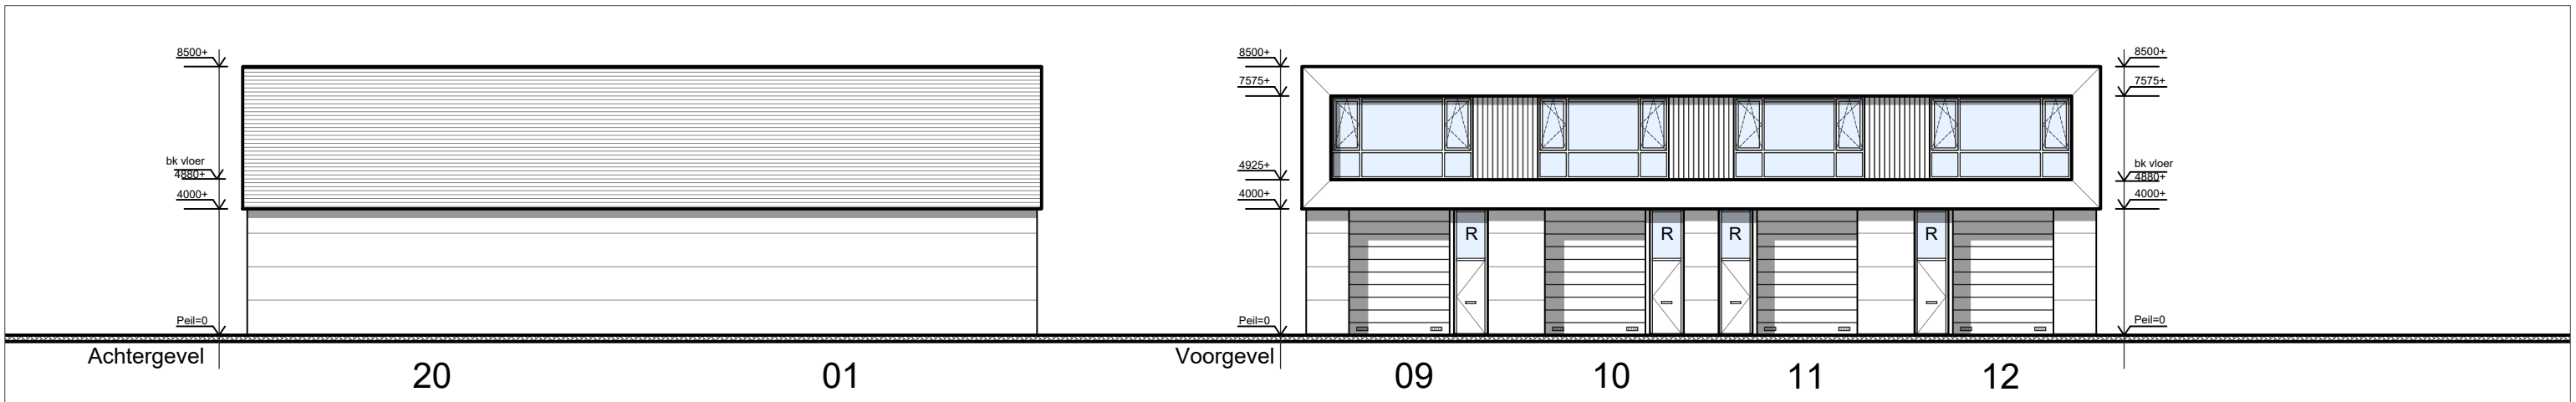 8500+
bk vloer
4880+
4000+
Peil=0
Achtergevel
20
01
8500+
7575+
4925+
4000+
Peil=0
Voorgevel
R
R
R
R
09
10
11
12
8500+
7575+
bk vloer
4880+
4000+
Peil=0